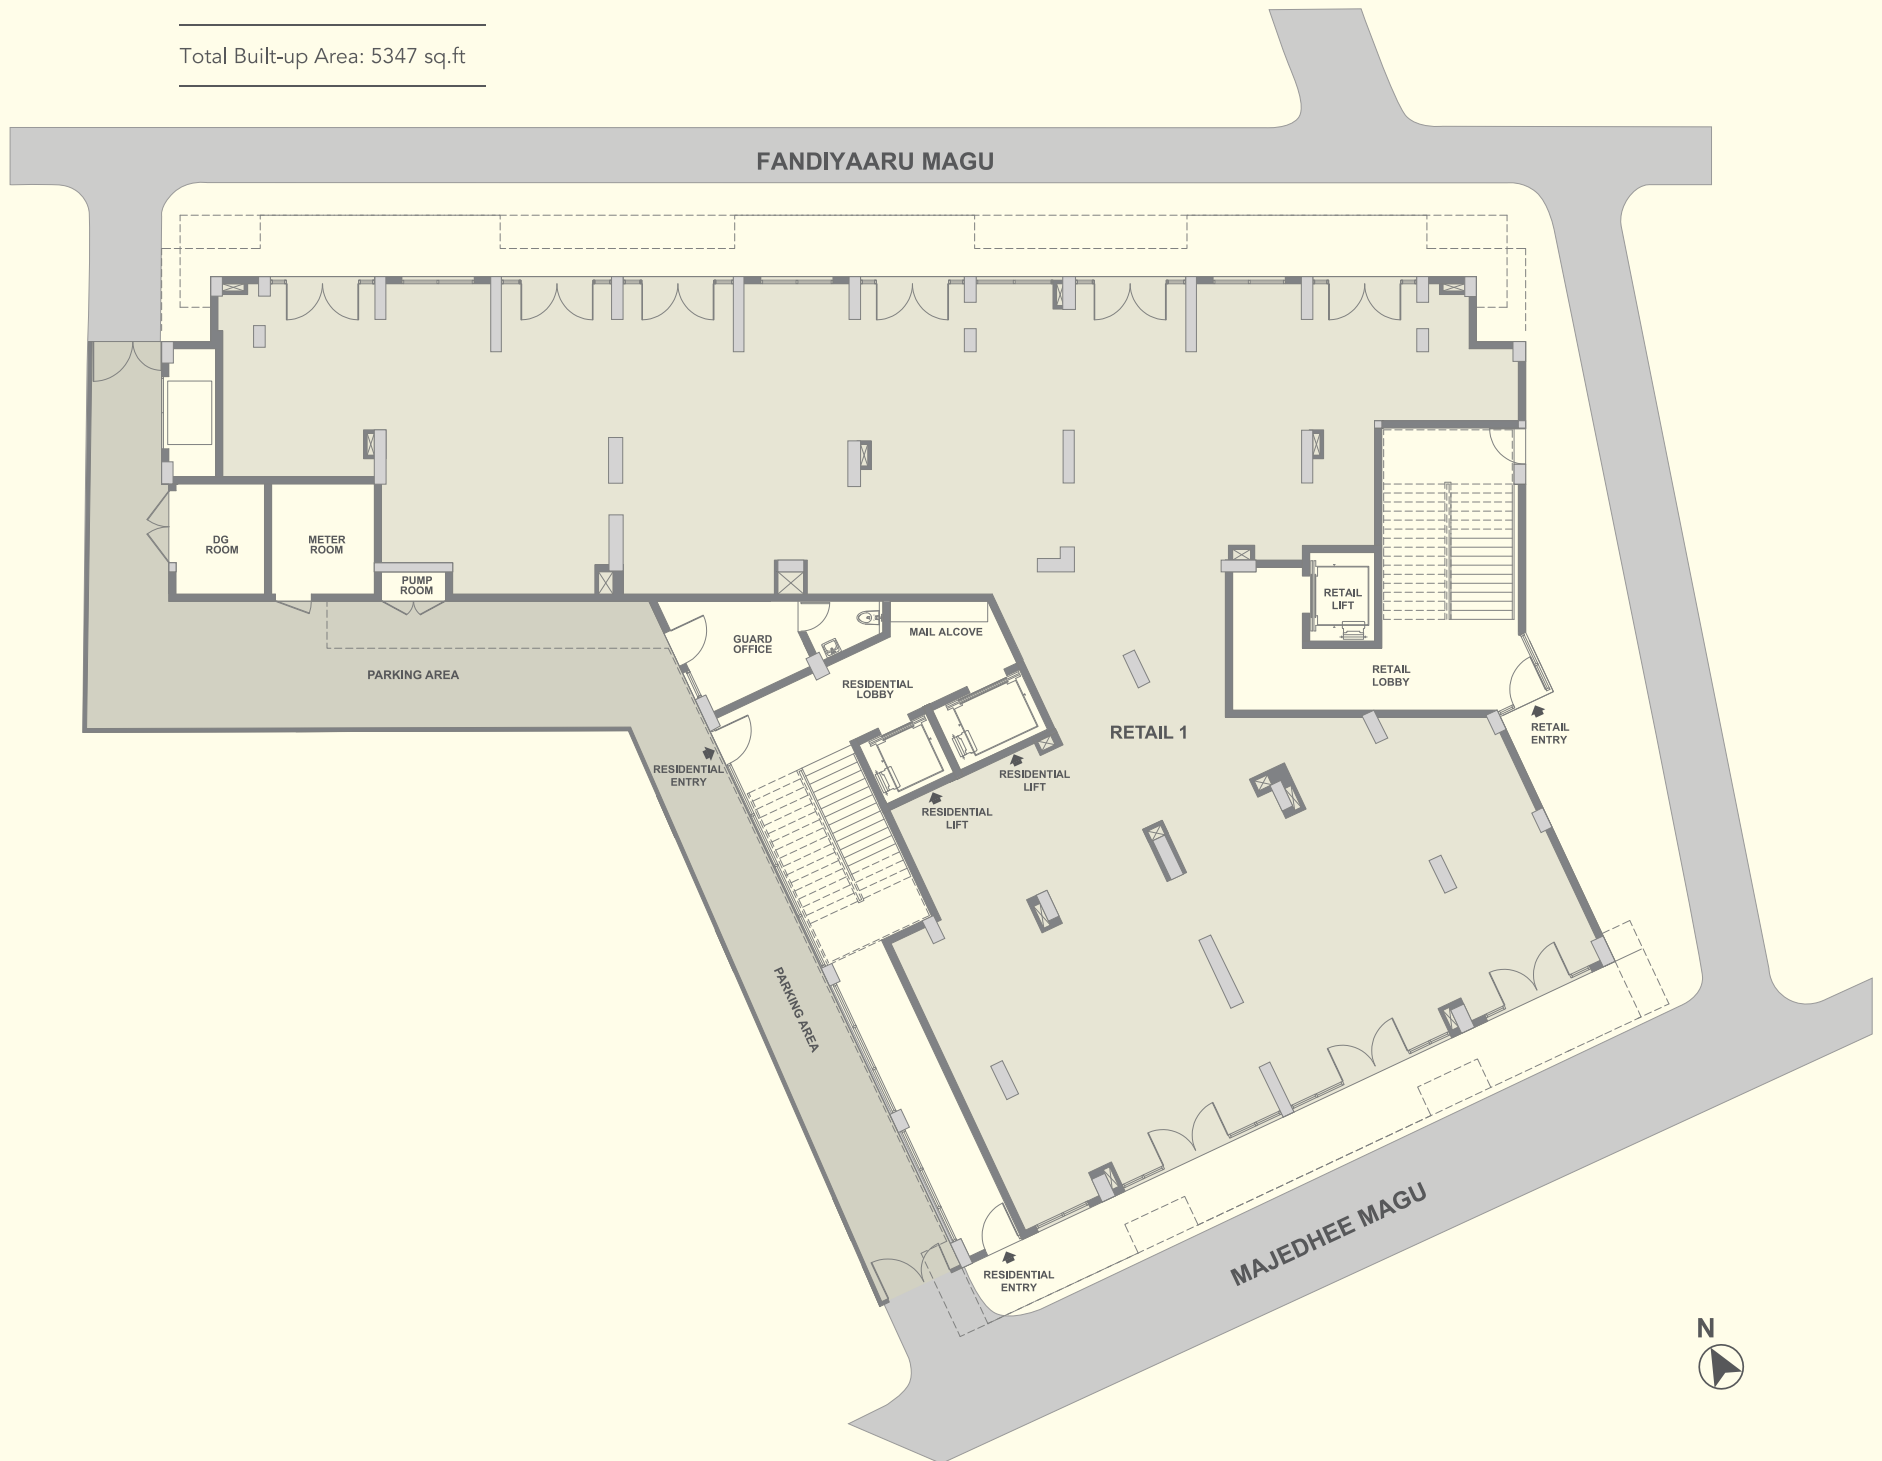 Total Built-up Area: 5347 sq.ft
FANDIYAARU MAGU
DG
ROOM
METER
ROOM
PUMP
ROOM
PARKING AREA
GUARD
OFFICE
MAIL ALCOVE
RESIDENTIAL
LOBBY
RETAIL
LIFT
RETAIL
LOBBY
RETAIL
ENTRY
RETAIL 1
RESIDENTIAL
ENTRY
RESIDENTIAL
LIFT
RESIDENTIAL
LIFT
PARKING AREA
RESIDENTIAL
ENTRY
MAJEDHEE MAGU
N